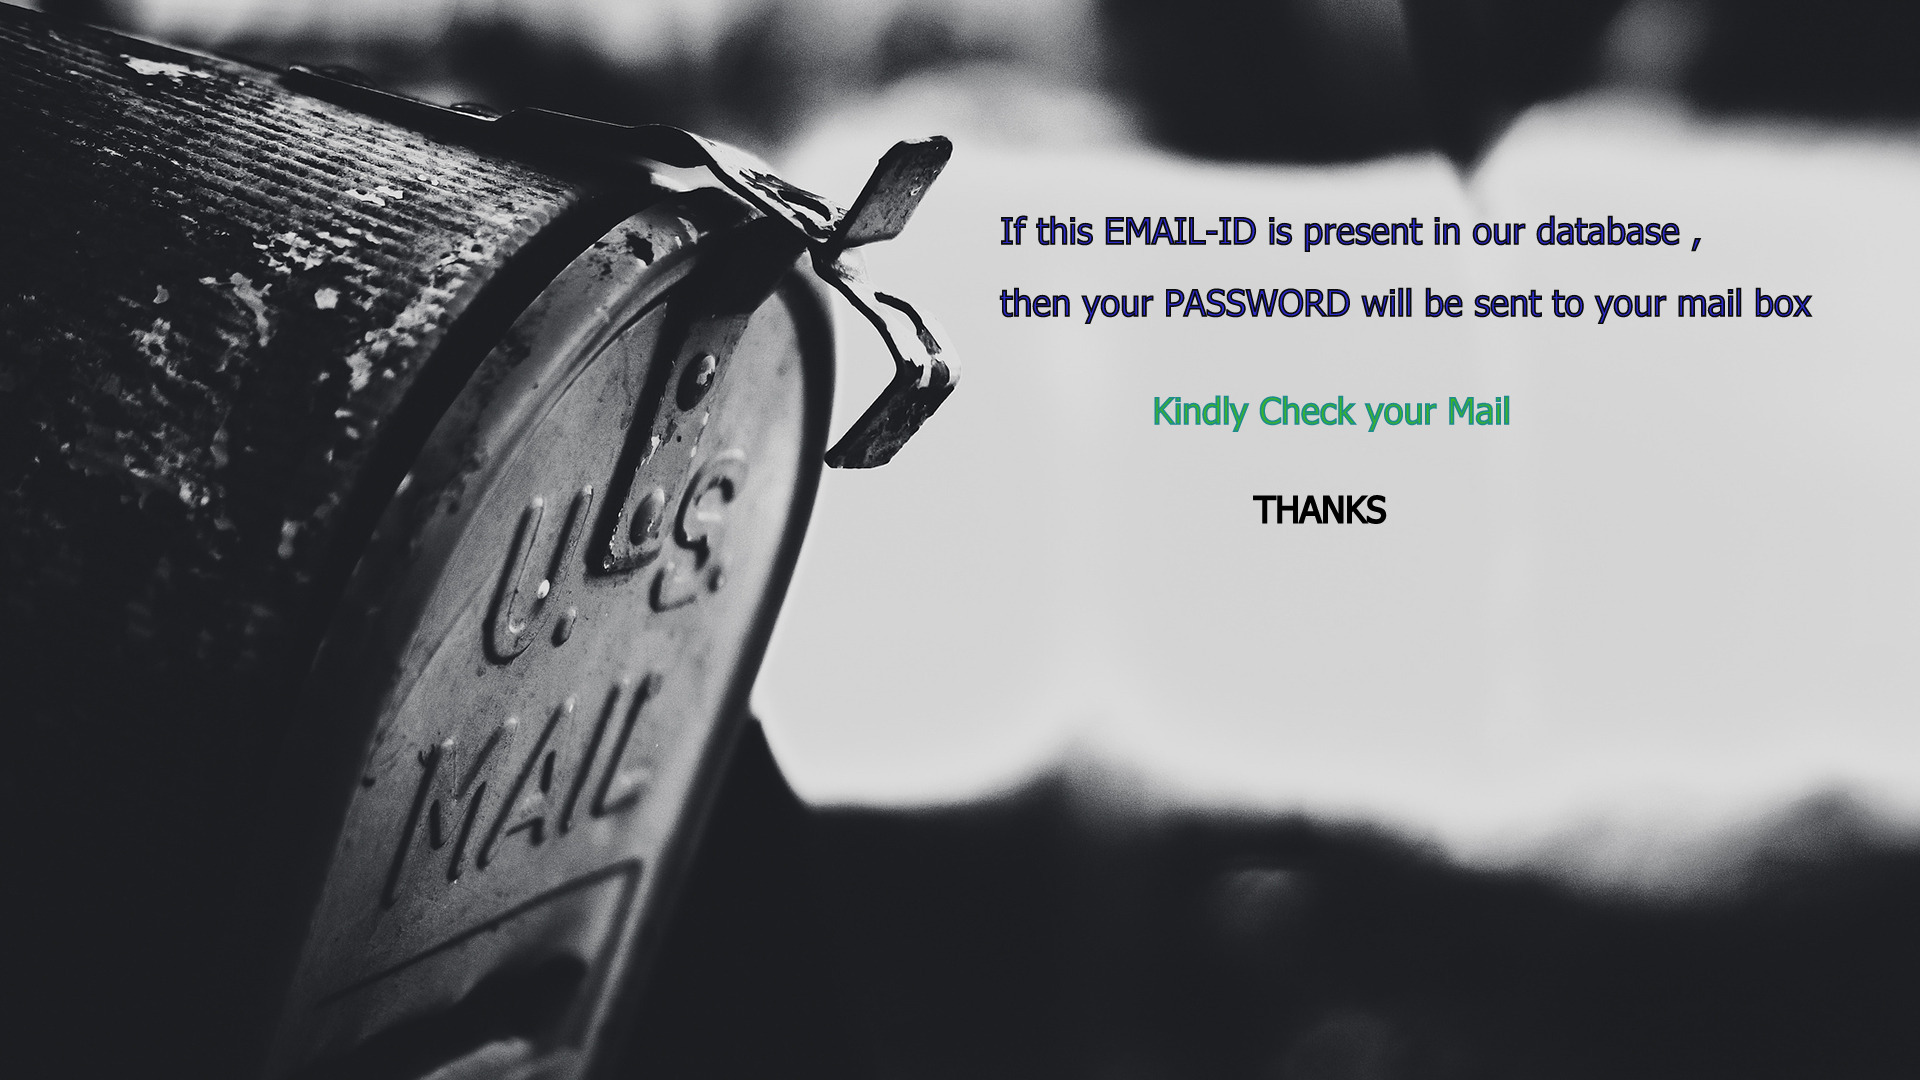 If this EMAIL-ID is present in our database ,
then your PASSWORD will be sent to your mail box
Kindly Check your Mail
THANKS
U.S
MAIL